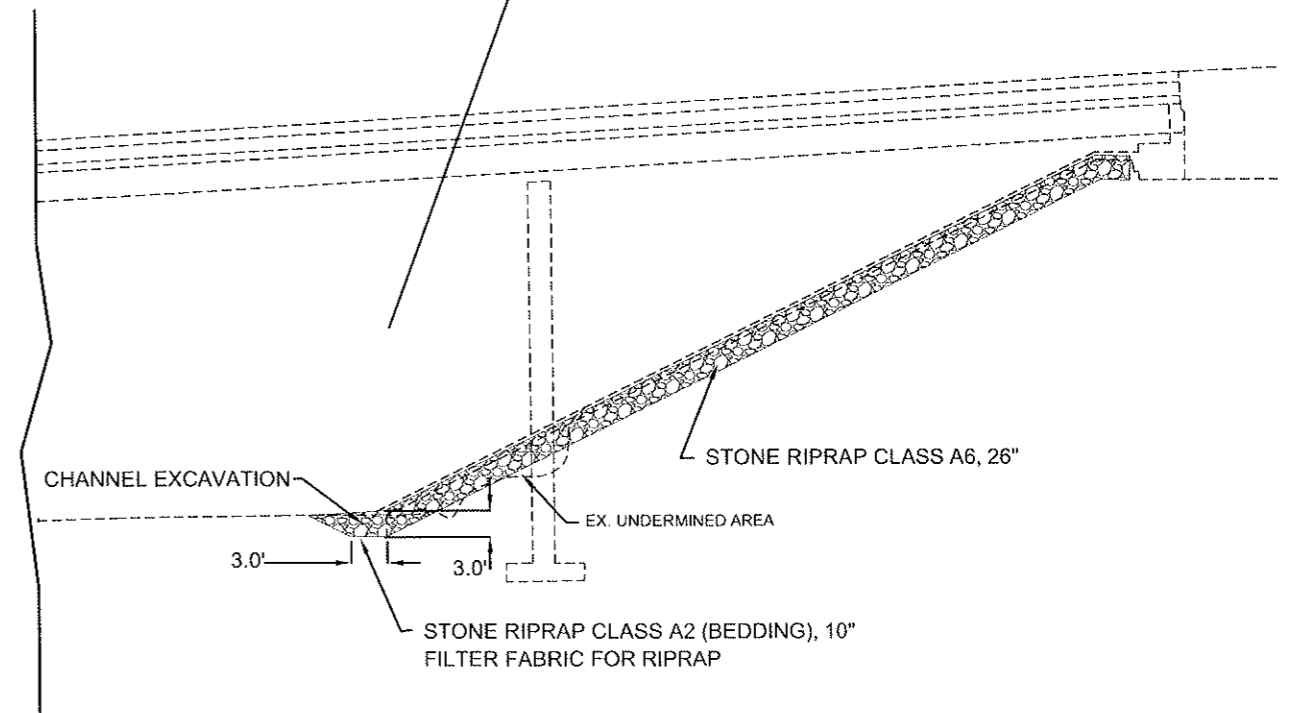 STONE RIPRAP CLASS A6, 26"
CHANNEL EXCAVATION
EX. UNDERMINED AREA
3.0'
3.0'
STONE RIPRAP CLASS A2 (BEDDING), 10"
FILTER FABRIC FOR RIPRAP